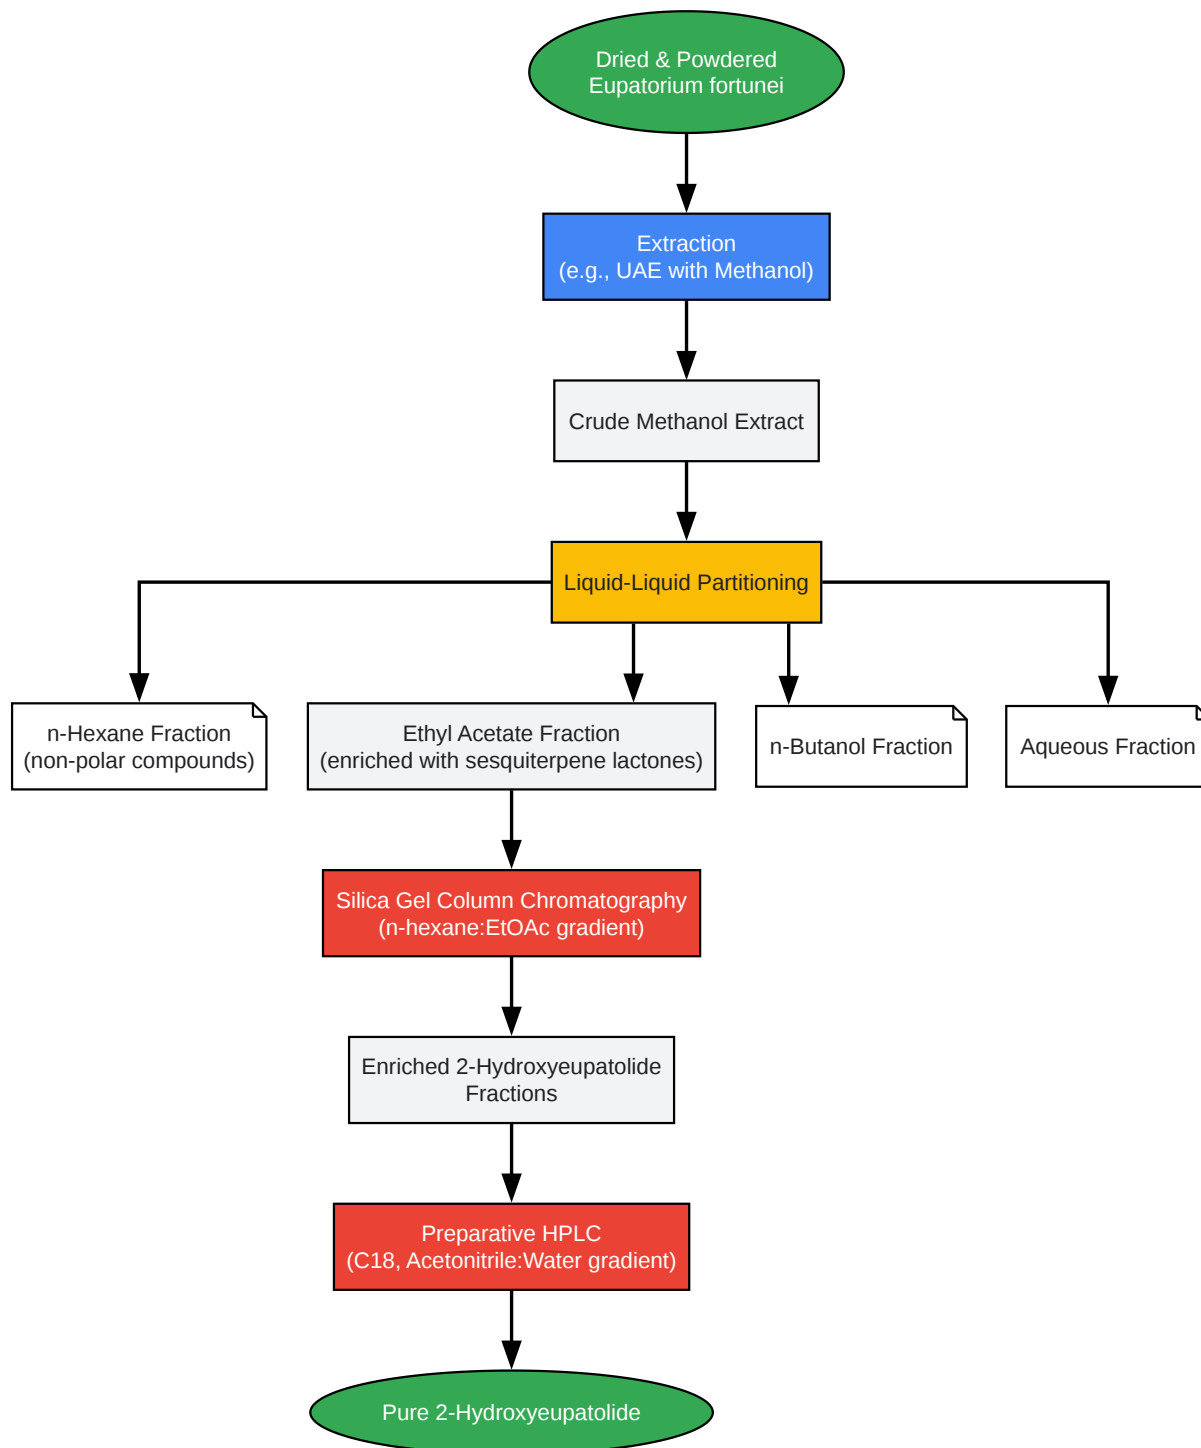 Dried & Powdered
Eupatorium fortunei
Extraction
(e.g., UAE with Methanol)
Crude Methanol Extract
Liquid-Liquid Partitioning
n-Hexane Fraction
(non-polar compounds)
Ethyl Acetate Fraction
(enriched with sesquiterpene lactones)
n-Butanol Fraction
Aqueous Fraction
Silica Gel Column Chromatography
(n-hexane:EtOAc gradient)
Enriched 2-Hydroxyeupatolide
Fractions
Preparative HPLC
(C18, Acetonitrile:Water gradient)
Pure 2-Hydroxyeupatolide